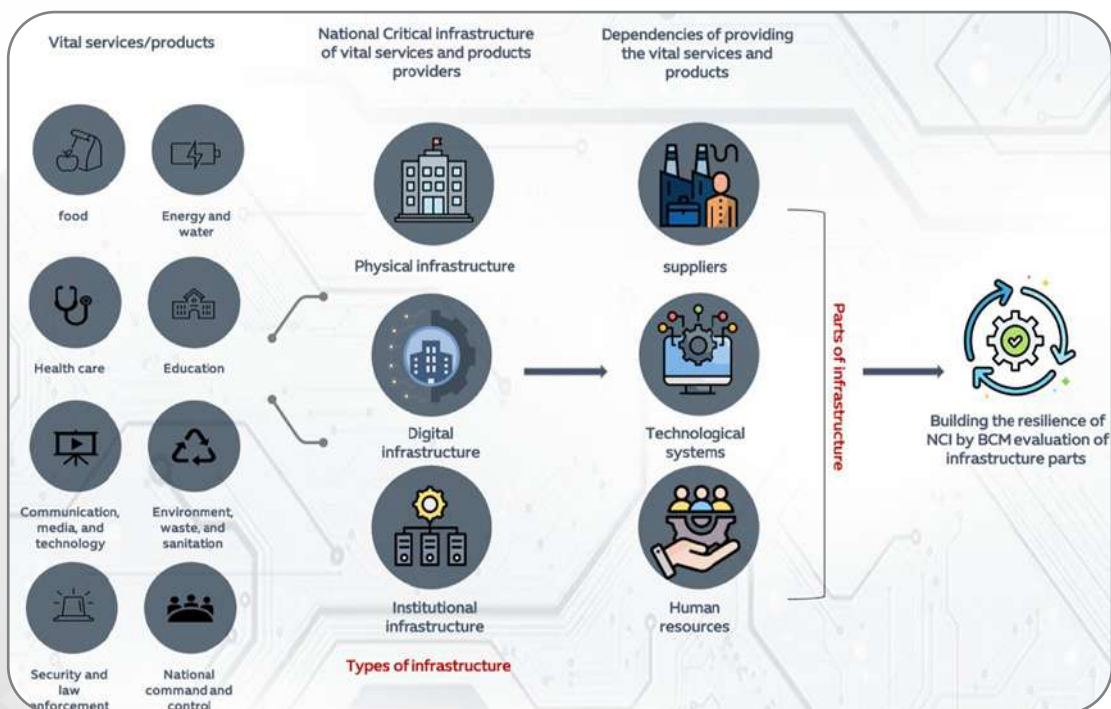 Vital services/products
National Critical infrastructure
of vital services and products
providers
Dependencies of providing
the vital services and
products
food
Energy and
water
Health care
Education
Communication,
media, and
technology
Environment,
waste, and
sanitation
Security and
law
enforcement
National
command and
control
Physical infrastructure
Digital
infrastructure
Institutional
infrastructure
Types of infrastructure
suppliers
Technological
systems
Human
resources
Parts of infrastructure
Building the resilience of
NCI by BCM evaluation of
infrastructure parts